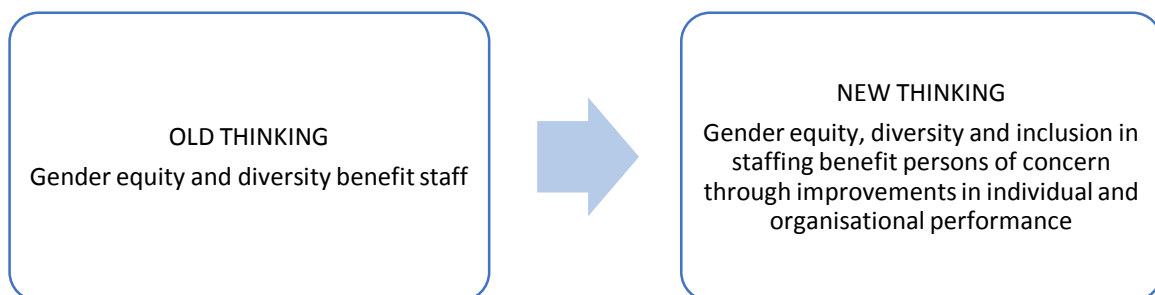 OLD THINKING
Gender equity and diversity benefit staff
NEW THINKING
Gender equity, diversity and inclusion in
staffing benefit persons of concern
through improvements in individual and
organisational performance